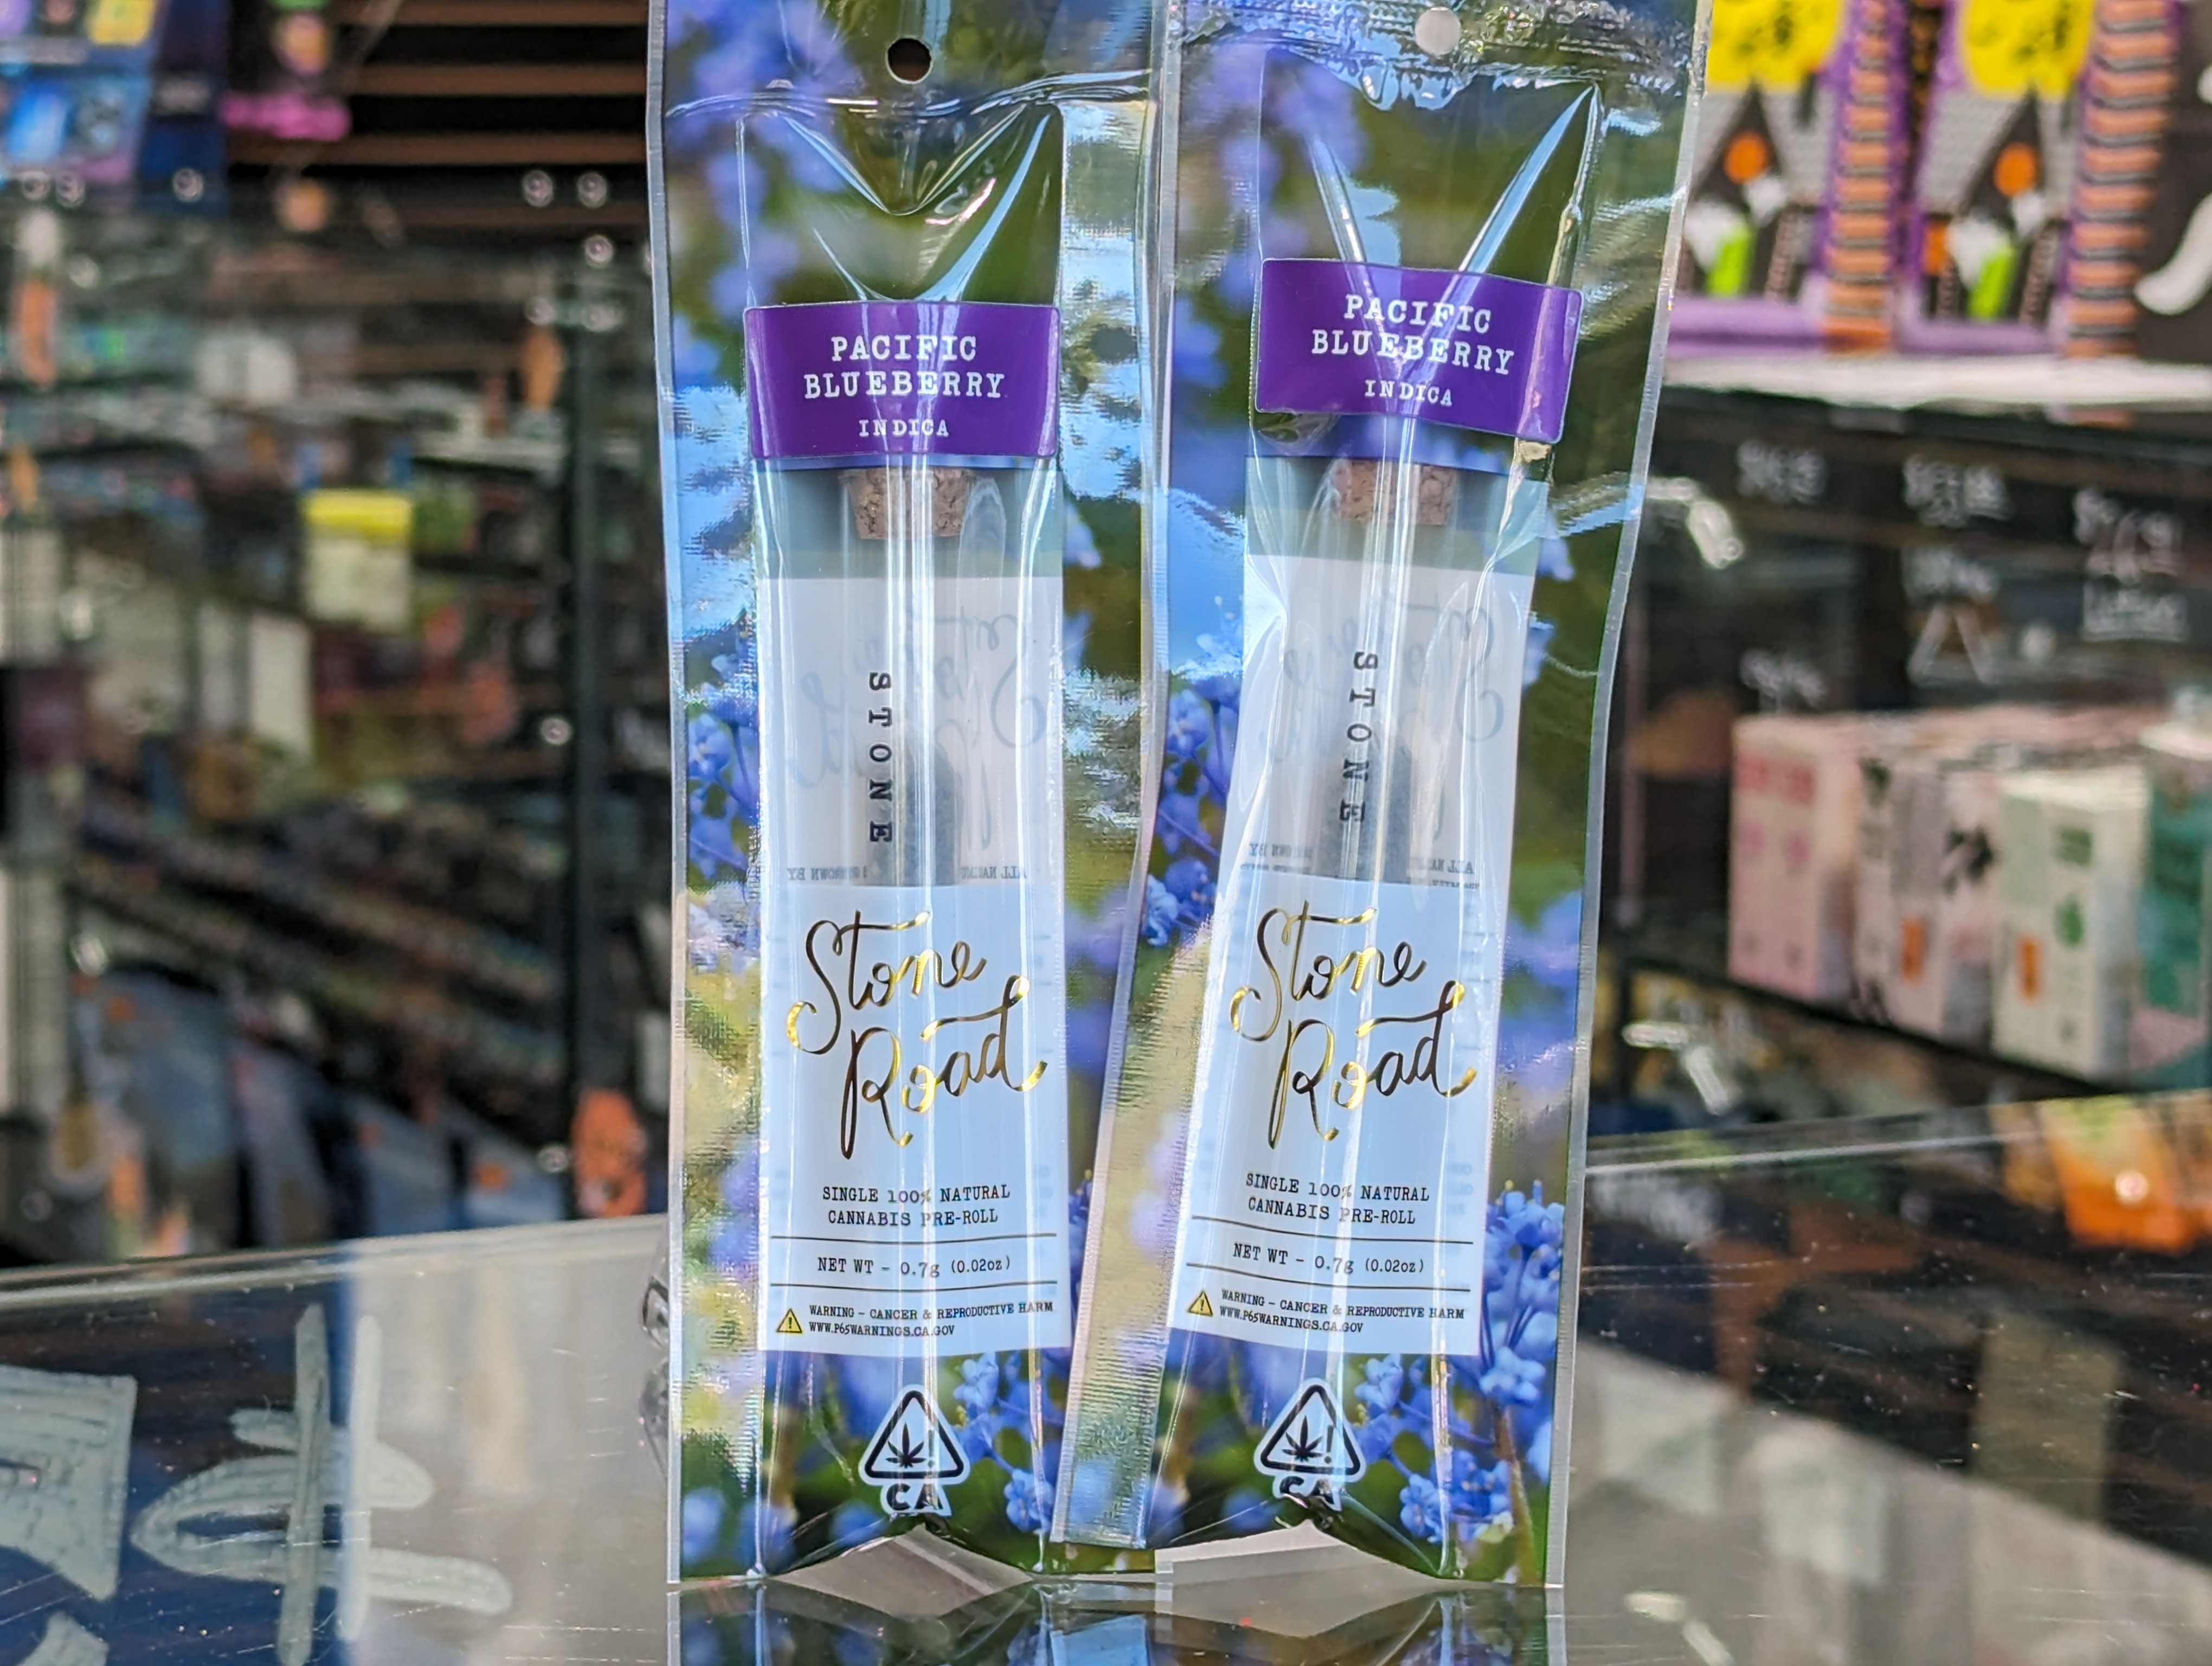 PACIFIC
BLUEBERRY
INDICA
STONE
Stone
Road
SINGLE 100% NATURAL
CANNABIS PRE-ROLL
NET WT - 0.7g (0.02oz)
WARNING - CANCER & REPRODUCTIVE HARM
WWW.P65WARNINGS.CA.GOV
CA
PACIFIC
BLUEBERRY
INDICA
STONE
Stone
Road
SINGLE 100% NATURAL
CANNABIS PRE-ROLL
NET WT - 0.7g (0.02oz)
WARNING - CANCER & REPRODUCTIVE HARM
WWW.P65WARNINGS.CA.GOV
CA